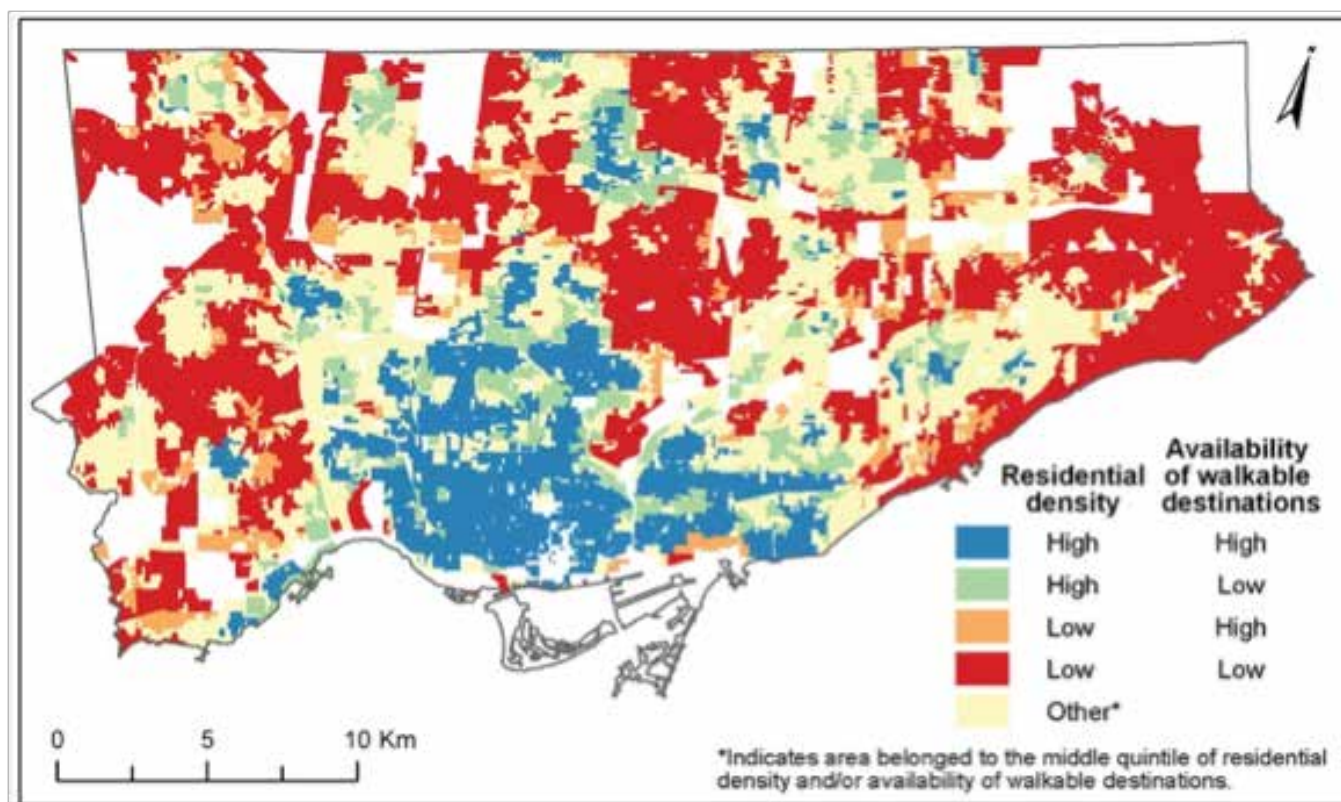 Residential density
Availability of walkable destinations
High High
High Low
Low High
Low Low
Other*
0 5 10 Km
*Indicates area belonged to the middle quintile of residential
density and/or availability of walkable destinations.